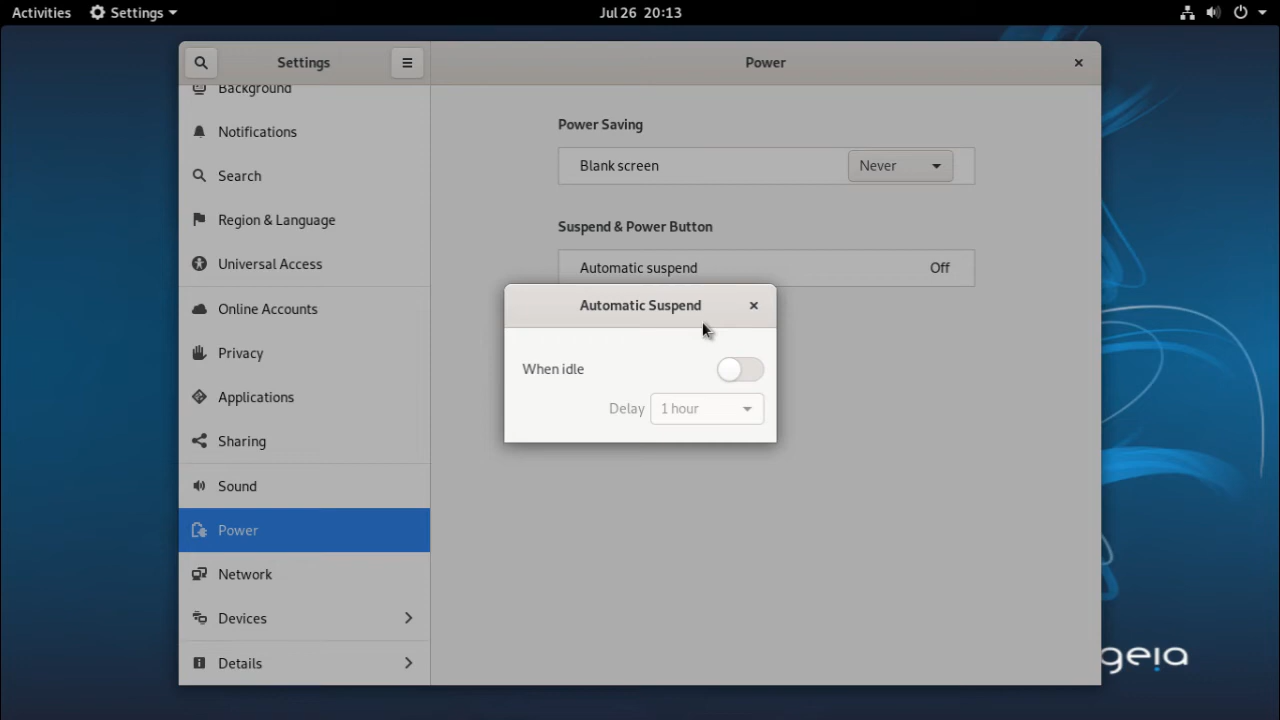 Activities
Settings
Jul 26 20:13
Settings
Power
Background
Notifications
Search
Region & Language
Universal Access
Online Accounts
Privacy
Applications
Sharing
Sound
Power
Network
Devices
Details
Power Saving
Blank screen
Never
Suspend & Power Button
Automatic suspend
Off
Automatic Suspend
When idle
Delay
1 hour
geia